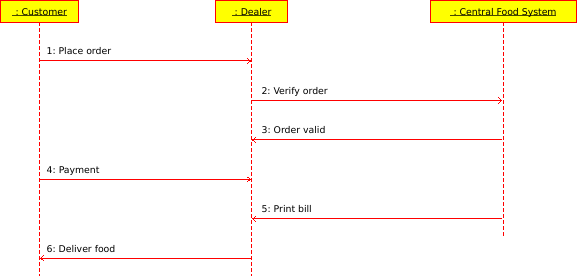 : Customer
: Dealer
: Central Food System
1: Place order
2: Verify order
3: Order valid
4: Payment
5: Print bill
6: Deliver food